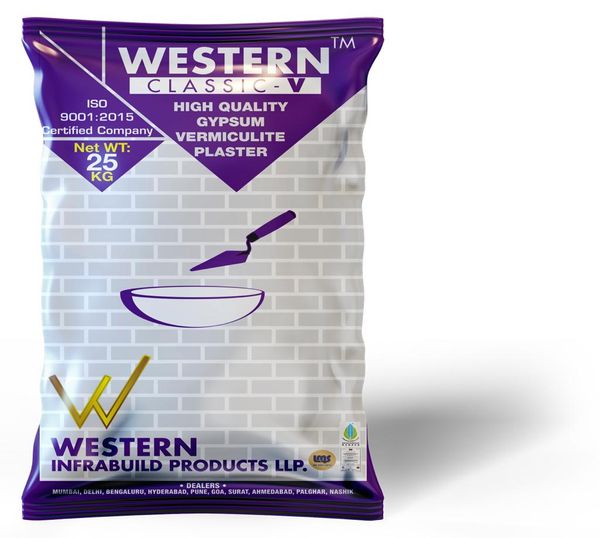 WESTERN™
CLASSIC-V
HIGH QUALITY
GYPSUM
VERMICULITE
PLASTER
ISO
9001:2015
Certified Company
Net WT:
25
KG
WESTERN
INFRABUILD PRODUCTS LLP.
• DEALERS •
MUMBAI, DELHI, BENGALURU, HYDERABAD, PUNE, GOA, SURAT, AHMEDABAD, PALGHAR, NASHIK